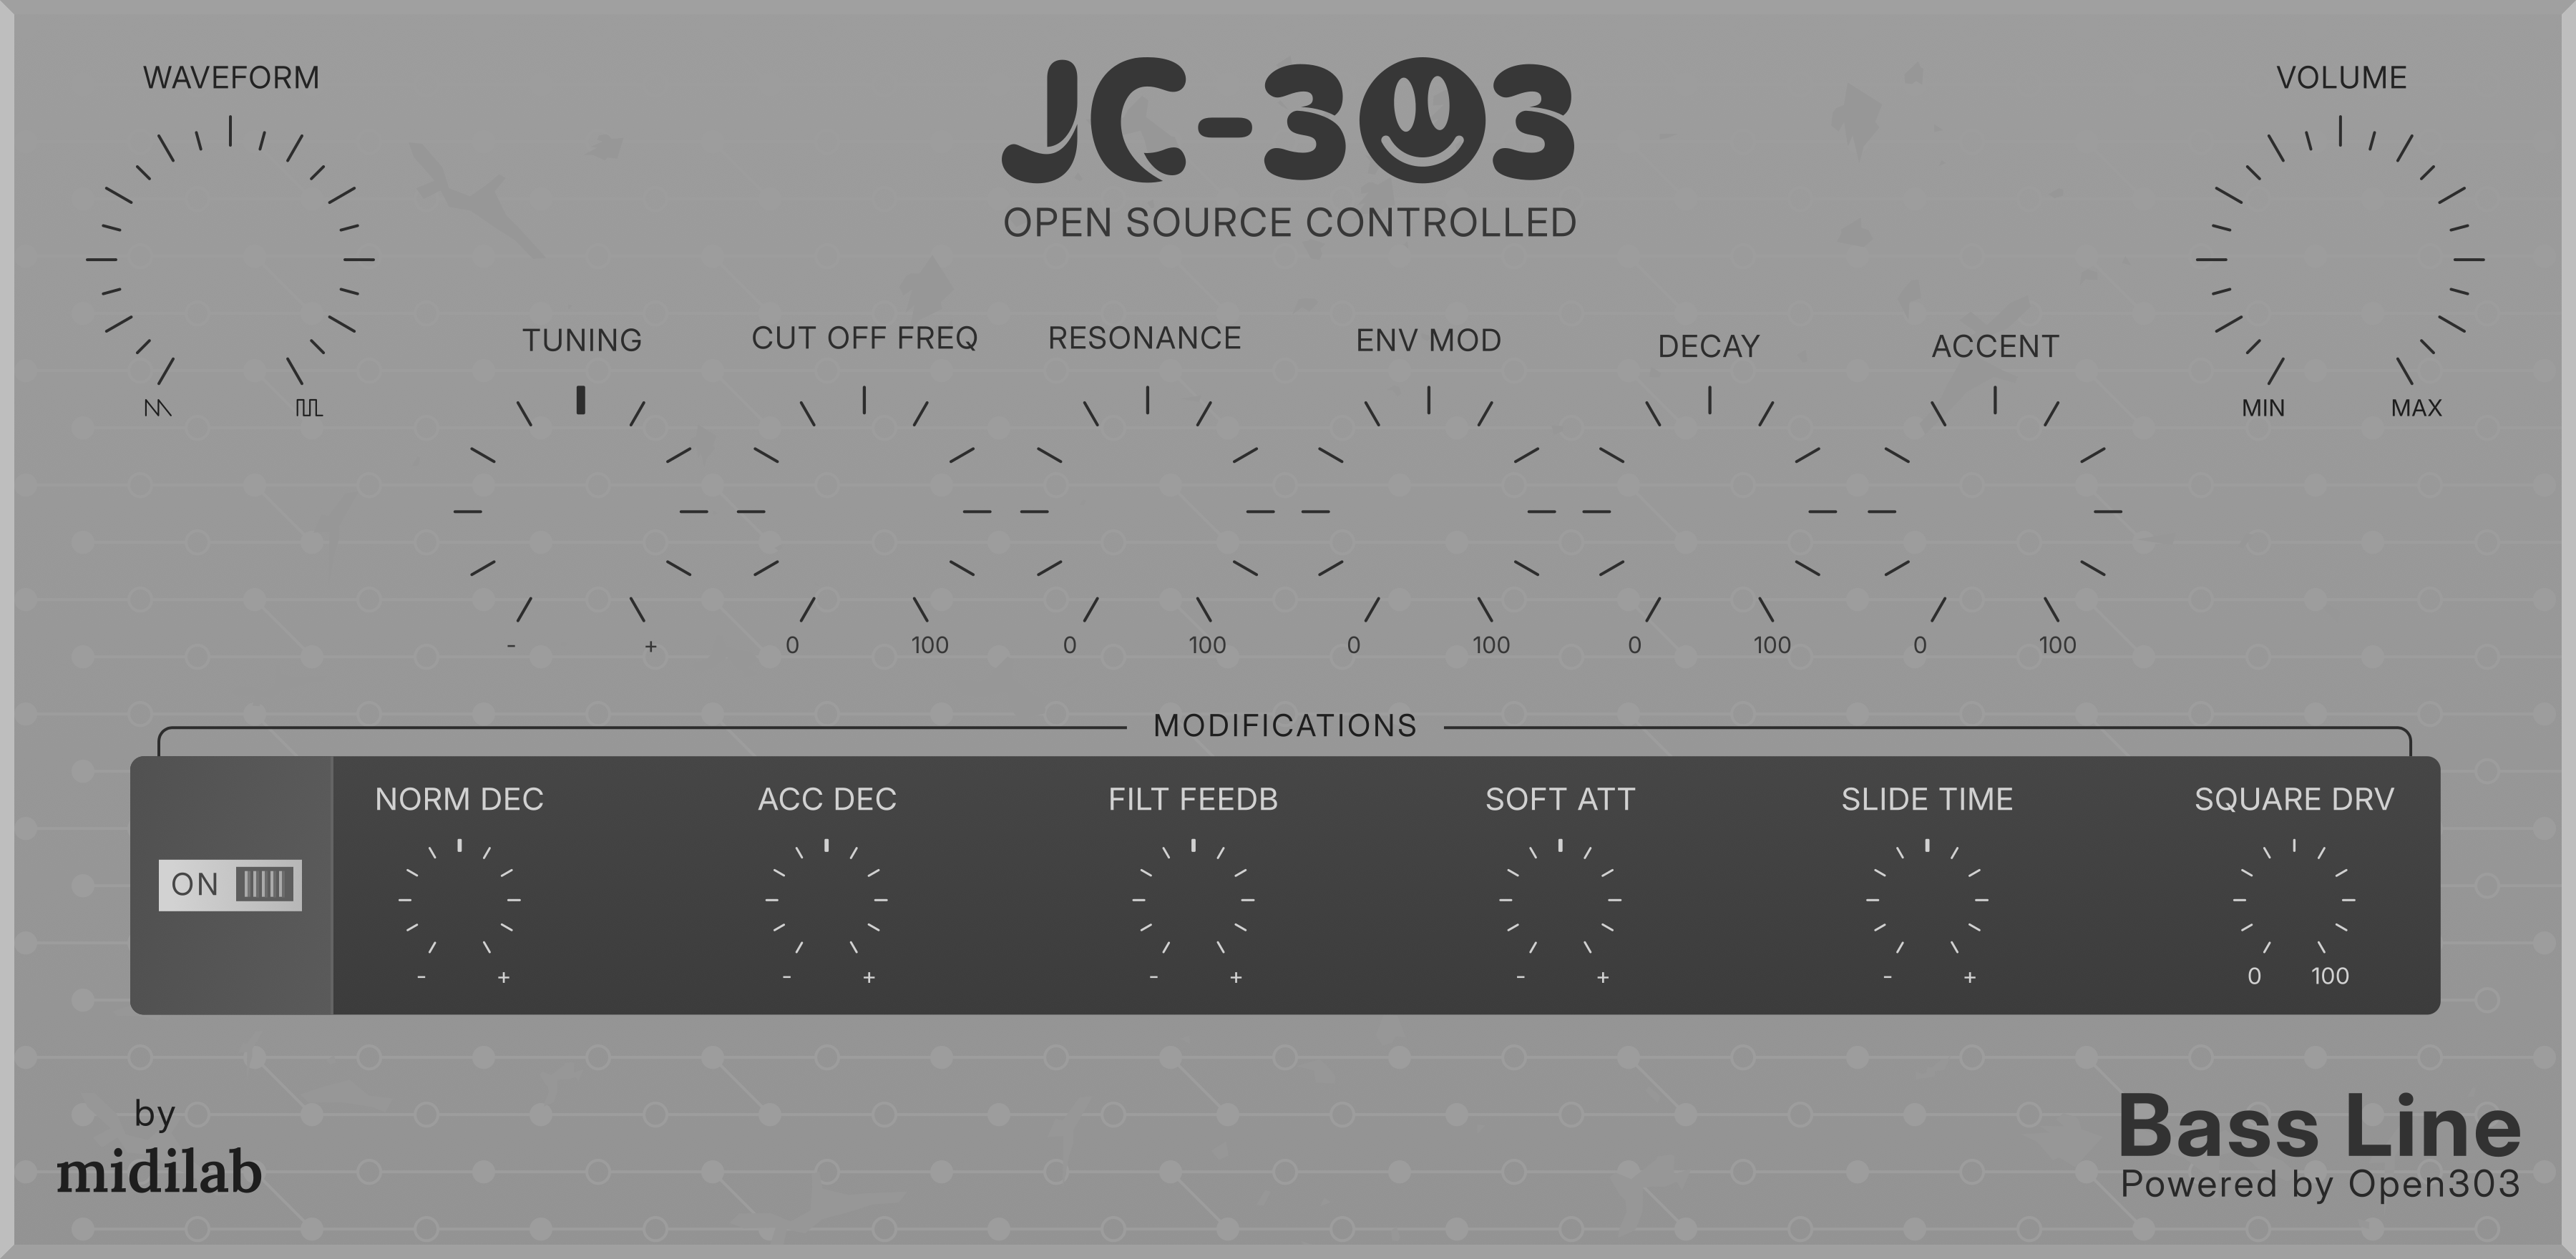 WAVEFORM
JC-303
VOLUME
OPEN SOURCE CONTROLLED
TUNING
CUT OFF FREQ
RESONANCE
ENV MOD
DECAY
ACCENT
MIN
MAX
- +
0 100
0 100
0 100
0 100
0 100
MODIFICATIONS
NORM DEC
ACC DEC
FILT FEEDB
SOFT ATT
SLIDE TIME
SQUARE DRV
ON
- +
- +
- +
- +
- +
0 100
by
midilab
Bass Line
Powered by Open303